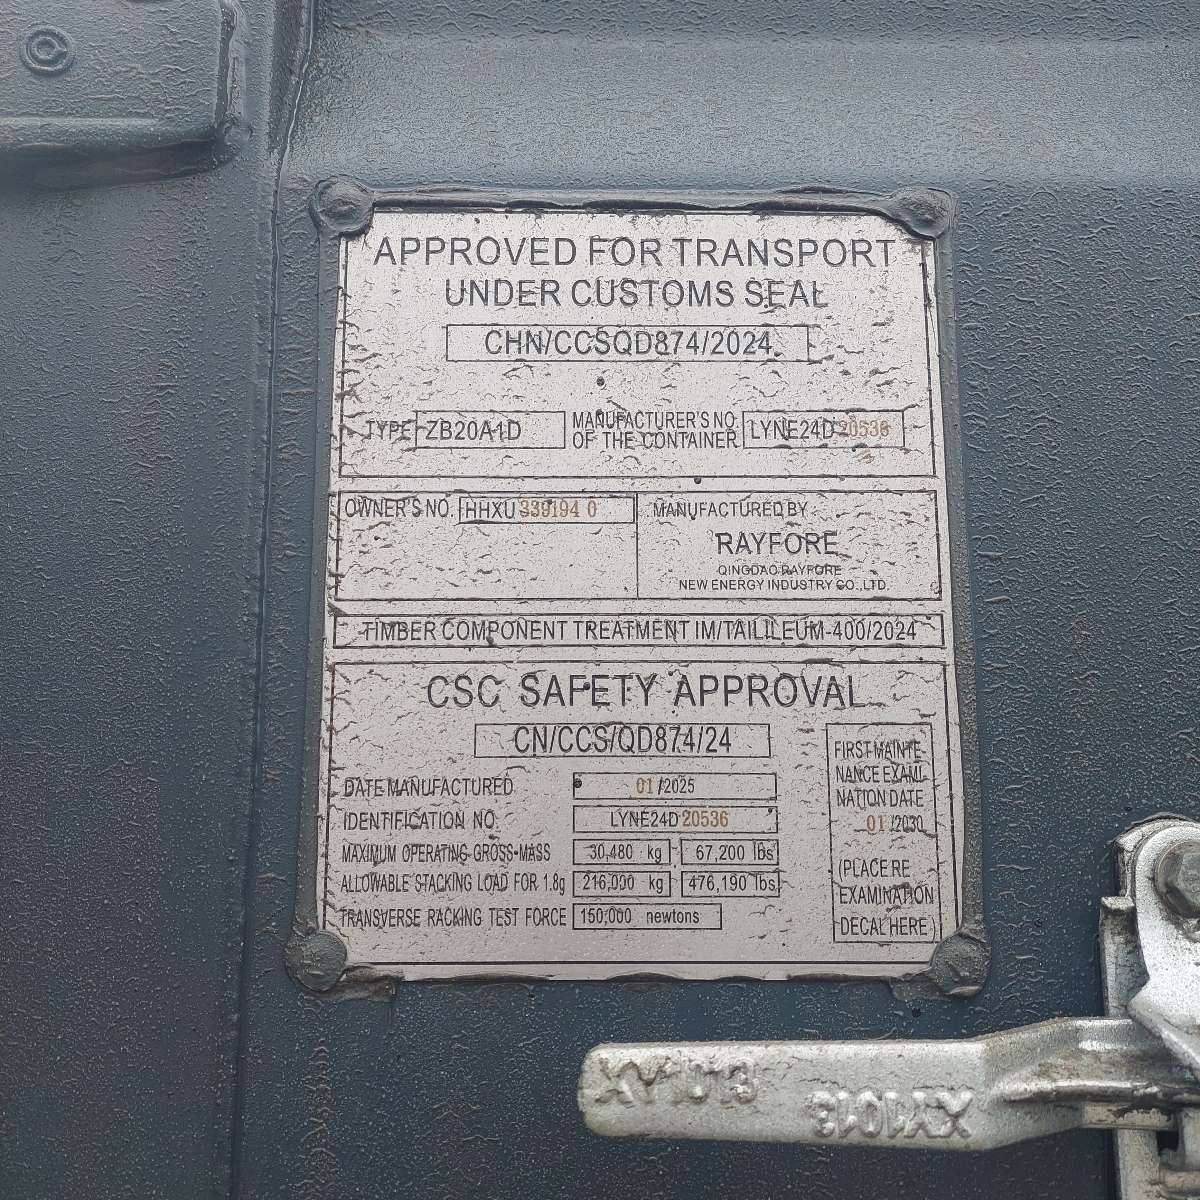 APPROVED FOR TRANSPORT
UNDER CUSTOMS SEAL
CHN/CCSQD874/2024
TYPE ZB20A1D MANUFACTURER'S NO. OF THE CONTAINER LYNE24D20536
OWNER'S NO. HHXU 339194 0
MANUFACTURED BY
RAYFORE
QINGDAO RAYFORE
NEW ENERGY INDUSTRY CO.,LTD.
TIMBER COMPONENT TREATMENT IM/TAILILEUM-400/2024
CSC SAFETY APPROVAL
CN/CCS/QD874/24
DATE MANUFACTURED 01 /2025
IDENTIFICATION NO. LYNE24D20536
MAXIMUM OPERATING GROSS MASS 30,480 kg 67,200 lbs
ALLOWABLE STACKING LOAD FOR 1.8g 216,000 kg 476,190 lbs
TRANSVERSE RACKING TEST FORCE 150,000 newtons
FIRST MAINTE
NANCE EXAMI-
NATION DATE
01 /2030
(PLACE RE
EXAMINATION
DECAL HERE )
XY1013
XY1013